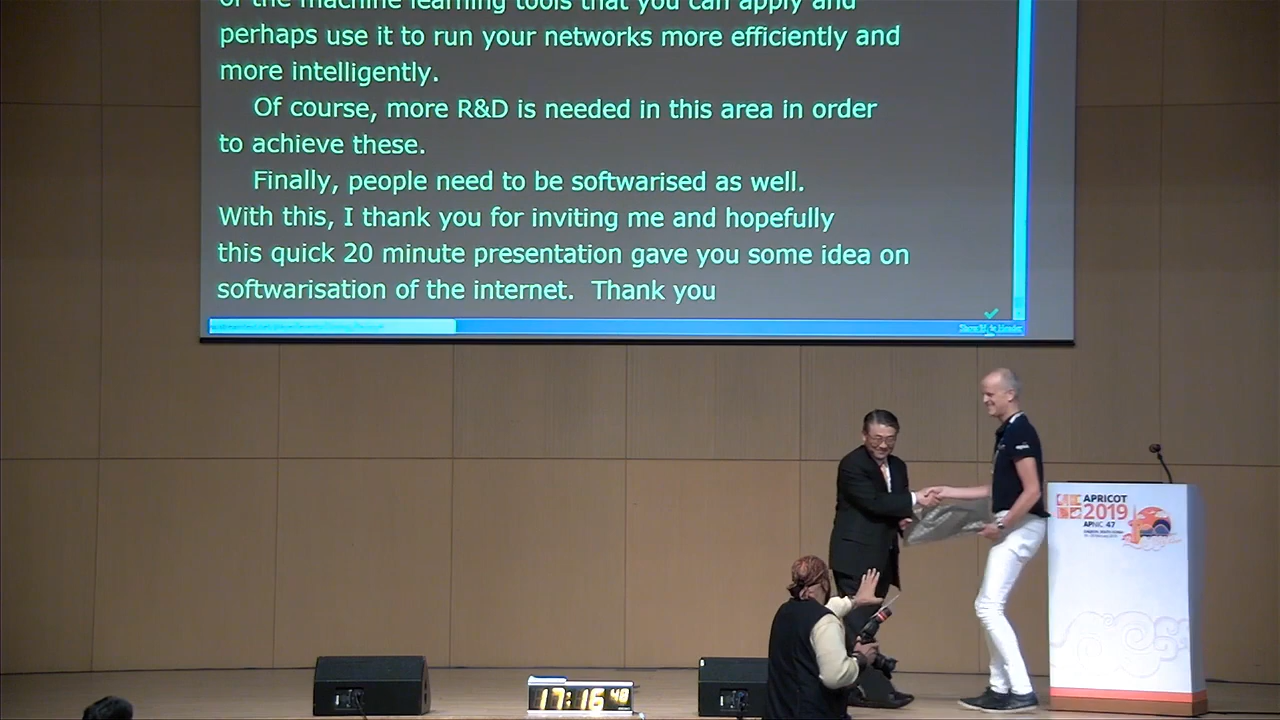 of the machine learning tools that you can apply and
perhaps use it to run your networks more efficiently and
more intelligently.
Of course, more R&D is needed in this area in order
to achieve these.
Finally, people need to be softwarised as well.
With this, I thank you for inviting me and hopefully
this quick 20 minute presentation gave you some idea on
softwarisation of the internet.  Thank you
APRICOT
2019
APNIC 47
17:16 48